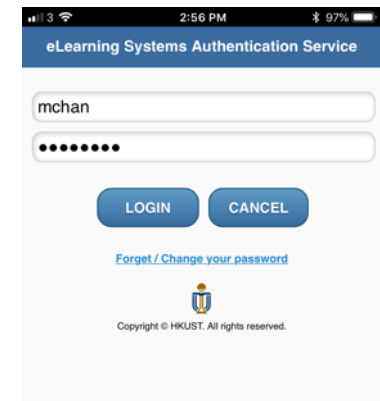 3 2:56 PM 97%
eLearning Systems Authentication Service
mchan
●●●●●●●●
LOGIN CANCEL
Forget / Change your password
Copyright © HKUST. All rights reserved.